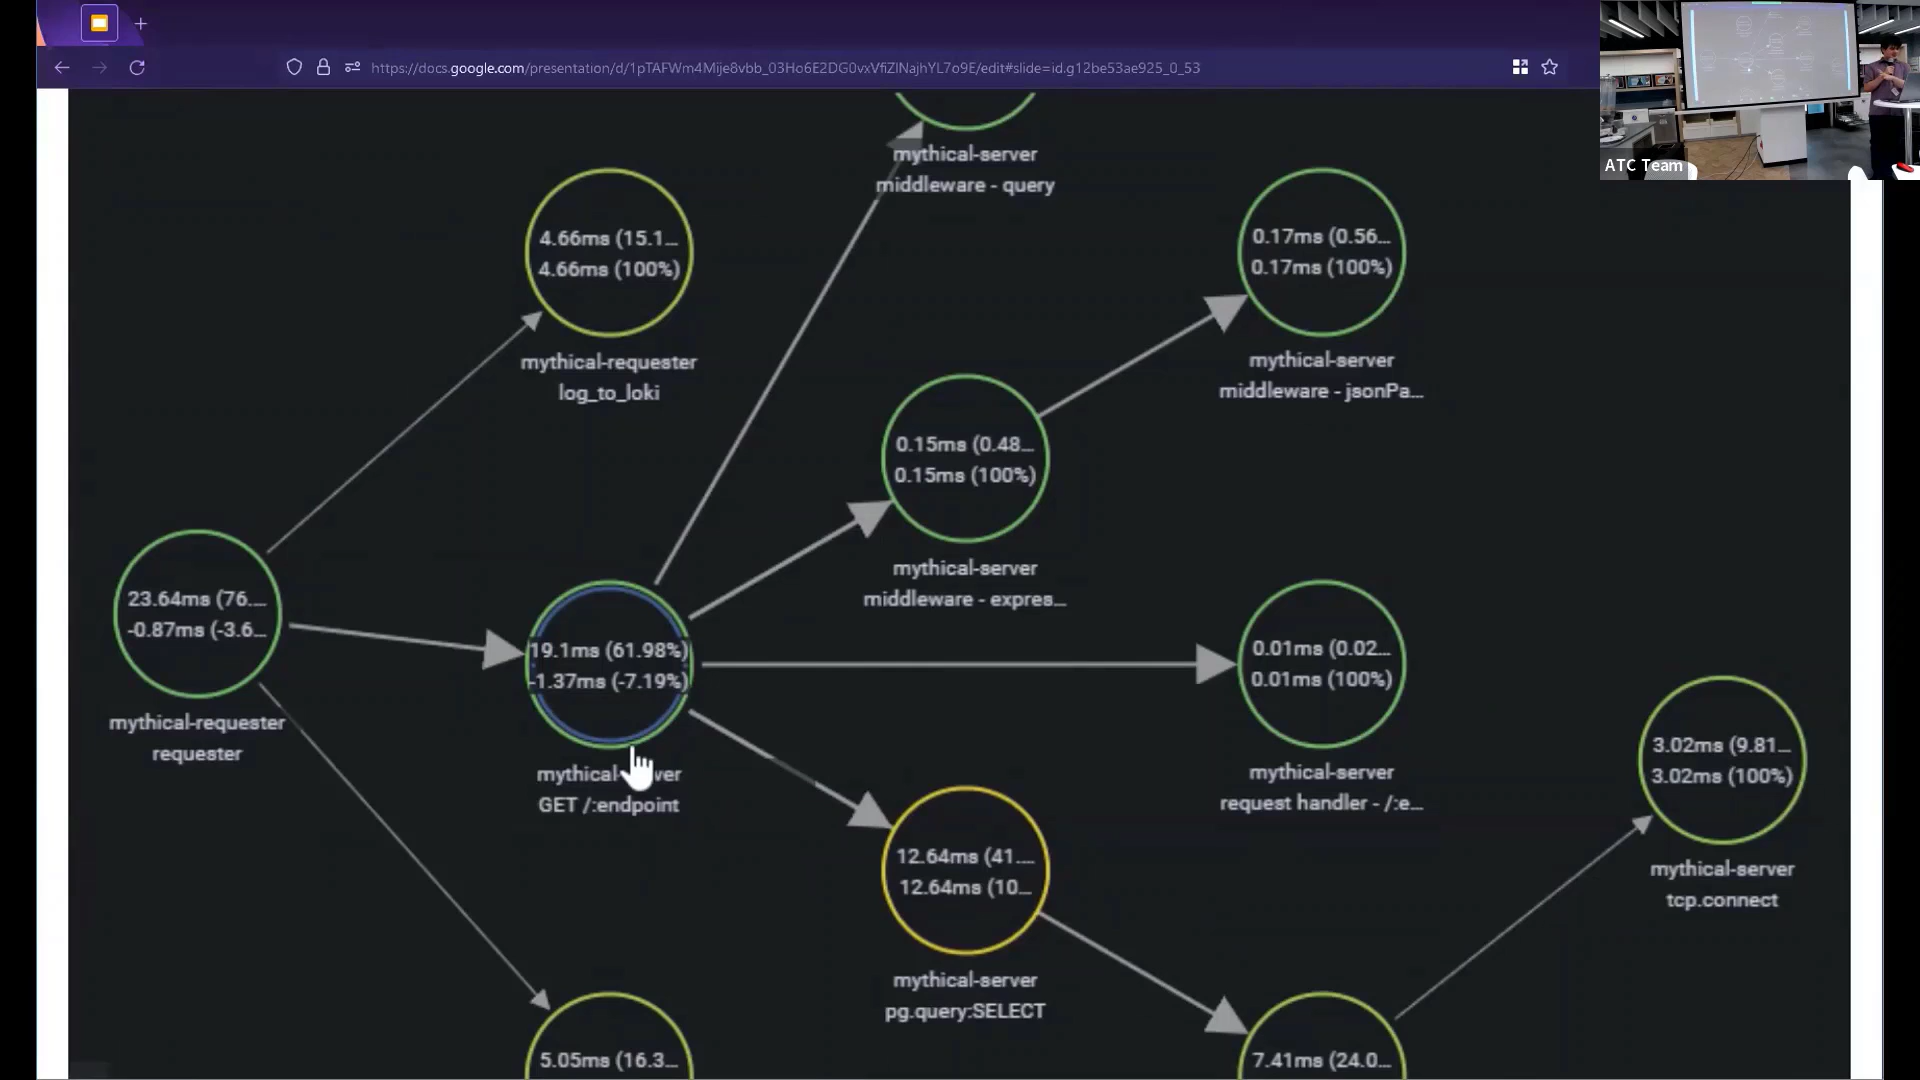 https://docs.google.com/presentation/d/1pTAFWm4Mije8vbb_03Ho6E2DG0vxVfiZlNajhYL7o9E/edit#slide=id.g12be53ae925_0_53
ATC Team
mythical-server
middleware - query
4.66ms (15.1...
4.66ms (100%)
mythical-requester
log_to_loki
0.17ms (0.56...
0.17ms (100%)
mythical-server
middleware - jsonPa...
0.15ms (0.48...
0.15ms (100%)
mythical-server
middleware - expres...
23.64ms (76....
-0.87ms (-3.6...
mythical-requester
requester
19.1ms (61.98%)
-1.37ms (-7.19%)
GET /:endpoint
0.01ms (0.02...
0.01ms (100%)
mythical-server
request handler - /:e...
3.02ms (9.81...
3.02ms (100%)
mythical-server
tcp.connect
12.64ms (41....
12.64ms (10...
mythical-server
pg.query:SELECT
5.05ms (16.3...
7.41ms (24.0...